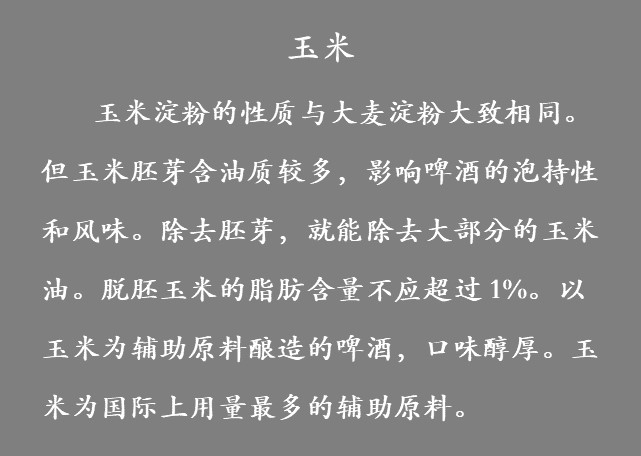 玉米
玉米淀粉的性质与大麦淀粉大致相同。
但玉米胚芽含油质较多，影响啤酒的泡持性
和风味。除去胚芽，就能除去大部分的玉米
油。脱胚玉米的脂肪含量不应超过1%。以
玉米为辅助原料酿造的啤酒，口味醇厚。玉
米为国际上用量最多的辅助原料。